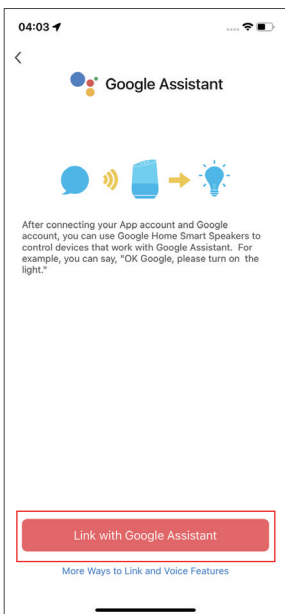 04:03
Google Assistant
After connecting your App account and Google
account, you can use Google Home Smart Speakers to
control devices that work with Google Assistant. For
example, you can say, "OK Google, please turn on the
light."
Link with Google Assistant
More Ways to Link and Voice Features